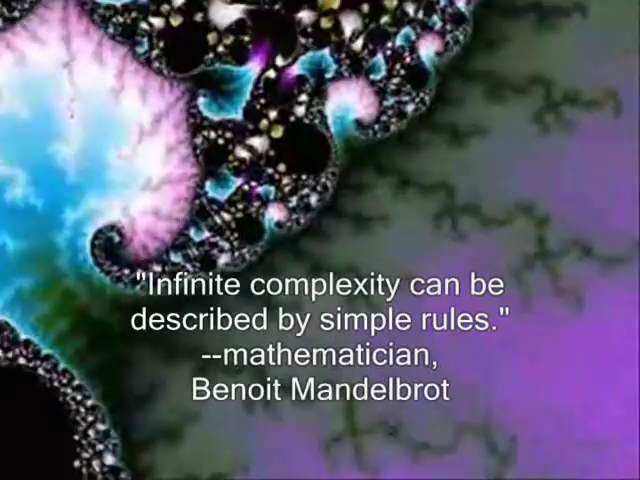 "Infinite complexity can be
described by simple rules."
--mathematician,
Benoit Mandelbrot